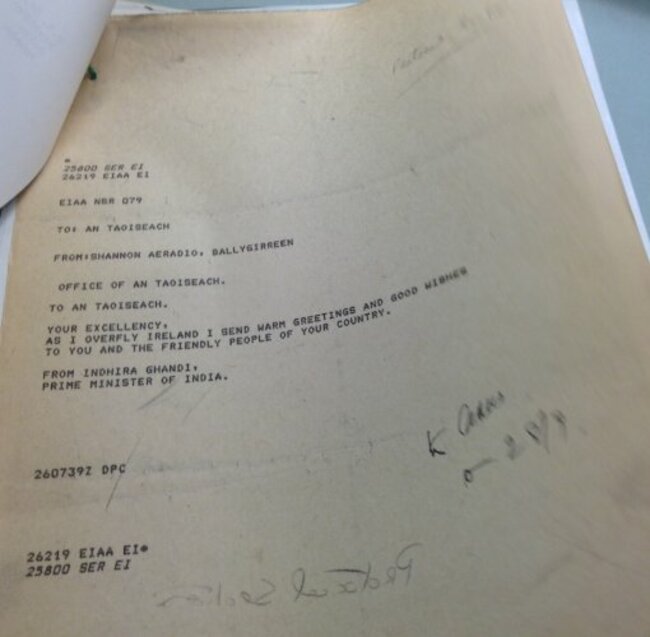 25800 SER EI
26219 EIAA EI
EIAA NBR 079
TO: AN TAOISEACH
FROM:SHANNON AERADIO, BALLYGIRREEN
OFFICE OF AN TAOISEACH.
TO AN TAOISEACH.
YOUR EXCELLENCY,
AS I OVERFLY IRELAND I SEND WARM GREETINGS AND GOOD WISHES
TO YOU AND THE FRIENDLY PEOPLE OF YOUR COUNTRY.
FROM INDHIRA GHANDI,
PRIME MINISTER OF INDIA.
260739Z DPC
26219 EIAA EI*
25800 SER EI